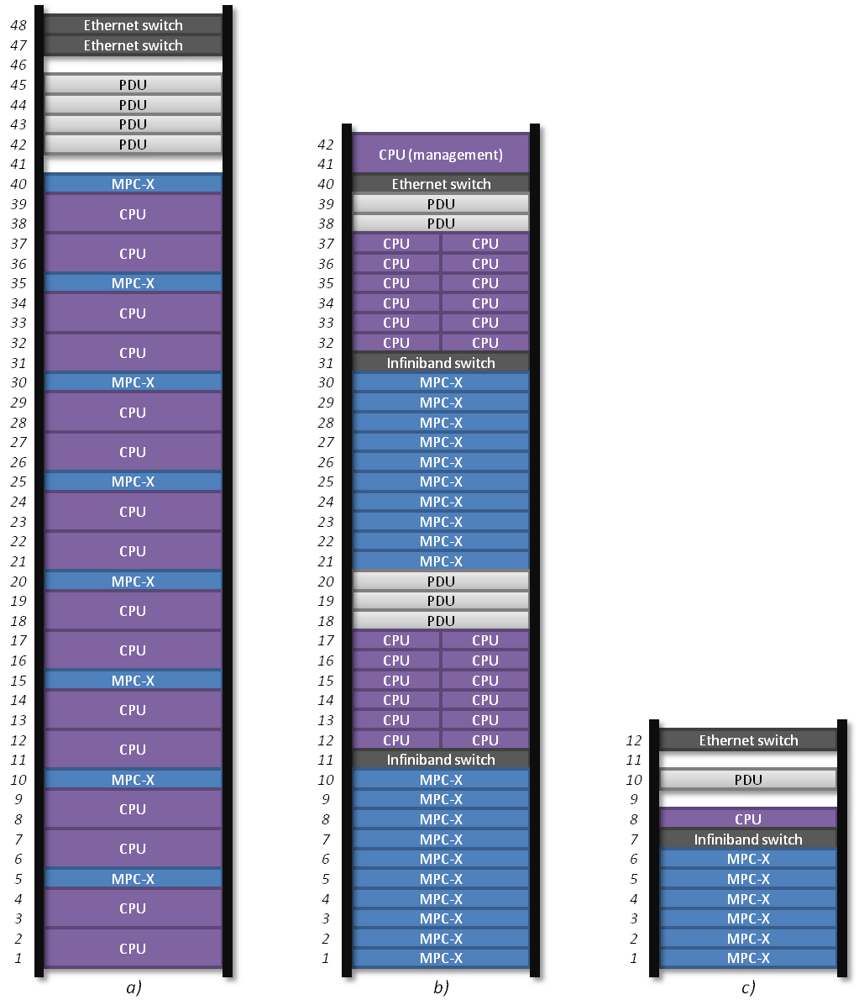 48 Ethernet switch
47 Ethernet switch
46
45 PDU
44 PDU
43 PDU
42 PDU
41
40 MPC-X
39
CPU
38
37
CPU
36
35 MPC-X
34
CPU
33
32
CPU
31
30 MPC-X
29
CPU
28
27
CPU
26
25 MPC-X
24
CPU
23
22
CPU
21
20 MPC-X
19
CPU
18
17
CPU
16
15 MPC-X
14
CPU
13
12
CPU
11
10 MPC-X
9
CPU
8
7
CPU
6
5 MPC-X
4
CPU
3
2
CPU
1
a)
42
CPU (management)
41
40 Ethernet switch
39 PDU
38 PDU
37 CPU CPU
36 CPU CPU
35 CPU CPU
34 CPU CPU
33 CPU CPU
32 CPU CPU
31 Infiniband switch
30 MPC-X
29 MPC-X
28 MPC-X
27 MPC-X
26 MPC-X
25 MPC-X
24 MPC-X
23 MPC-X
22 MPC-X
21 MPC-X
20 PDU
19 PDU
18 PDU
17 CPU CPU
16 CPU CPU
15 CPU CPU
14 CPU CPU
13 CPU CPU
12 CPU CPU
11 Infiniband switch
10 MPC-X
9 MPC-X
8 MPC-X
7 MPC-X
6 MPC-X
5 MPC-X
4 MPC-X
3 MPC-X
2 MPC-X
1 MPC-X
b)
12 Ethernet switch
11
10 PDU
9
8 CPU
7 Infiniband switch
6 MPC-X
5 MPC-X
4 MPC-X
3 MPC-X
2 MPC-X
1 MPC-X
c)